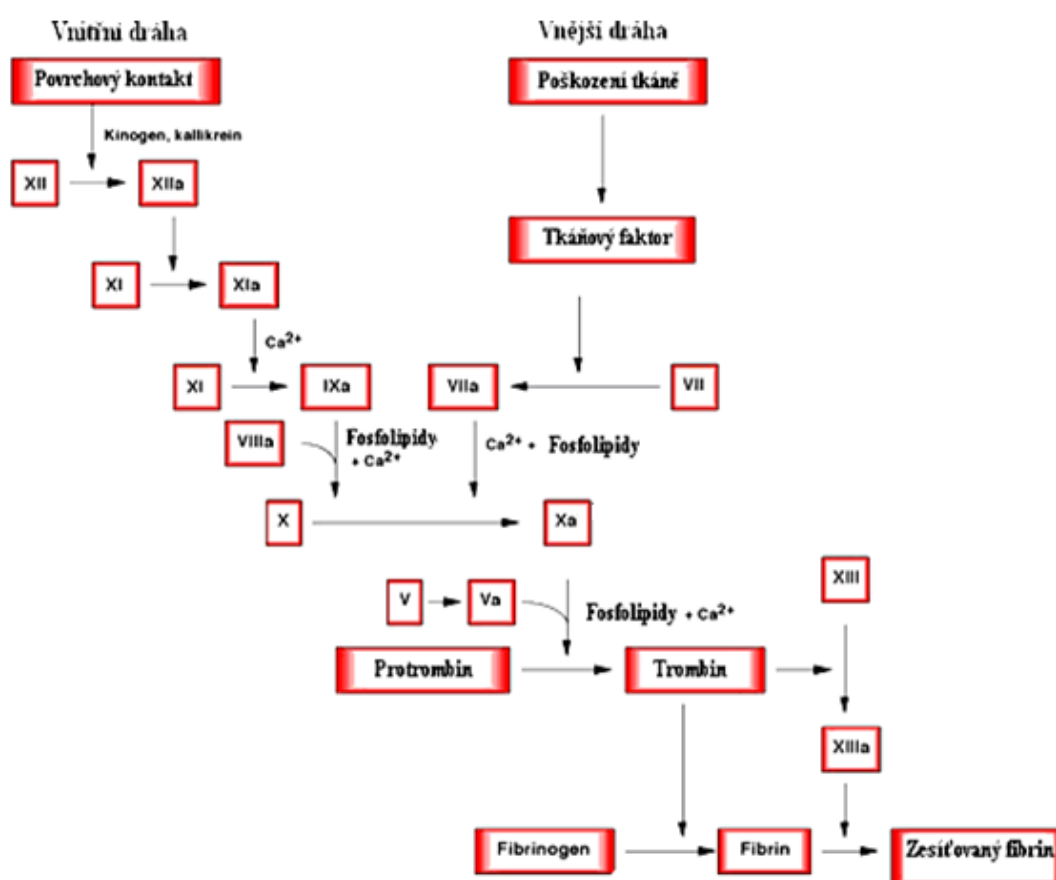 Vnitřní dráha
Vnější dráha
Povrchový kontakt
Poškození tkáně
Kinogen, kallikrein
XII
XIIa
Tkáňový faktor
XI
XIa
Ca2+
XI
IXa
VIIa
VII
VIIIa
Fosfolipidy
+ Ca2+
Ca2+ + Fosfolipidy
X
Xa
XIII
V
Va
Fosfolipidy + Ca2+
Protrombin
Trombin
XIIIa
Fibrinogen
Fibrin
Zesíťovaný fibrin